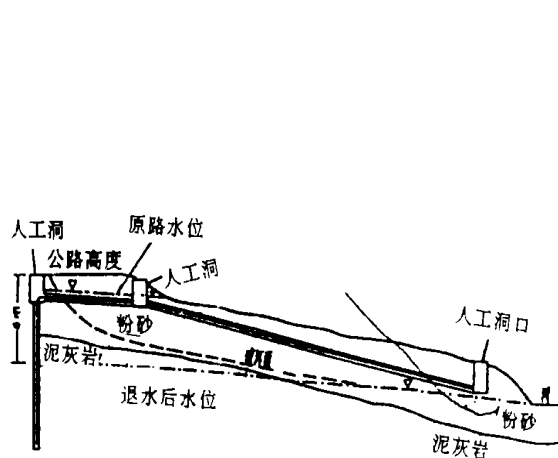 人工洞
原路水位
公路高度
人工洞
粉砂
人工洞口
泥灰岩
退水后水位
粉砂
泥灰岩